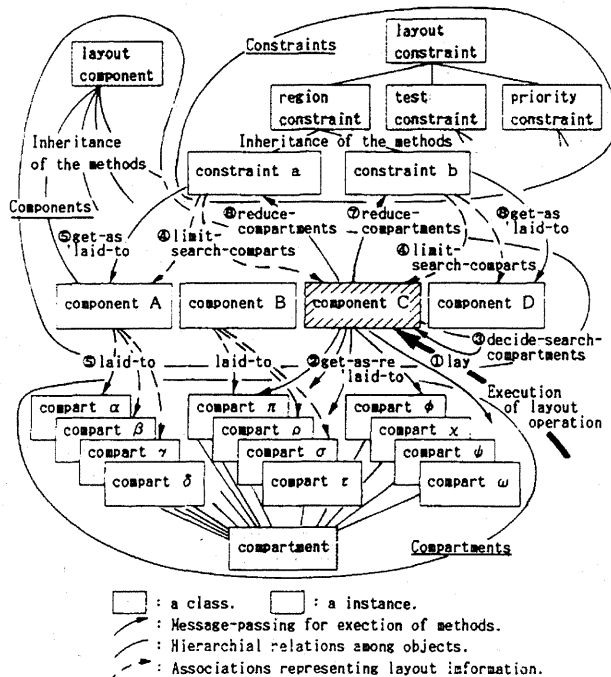 Constraints
layout
constraint
layout
component
region
constraint
test
constraint
priority
constraint
Inheritance
of the methods
Inheritance of the methods
constraint a
constraint b
Components
⑥reduce-
compartments
⑦reduce-
compartments
⑧get-as
laid-to
⑤get-as
laid-to
④limit-
search-comparts
④limit-
search-comparts
component A
component B
component C
component D
③decide-search-
compartments
⑤laid-to
laid-to
②get-as-re
laid-to
①lay
Execution
of layout
operation
compart α
compart β
compart γ
compart δ
compart π
compart ρ
compart σ
compart τ
compart φ
compart χ
compart ψ
compart ω
compartment
Compartments
: a class.
: a instance.
: Message-passing for exection of methods.
: Hierarchial relations among objects.
: Associations representing layout information.